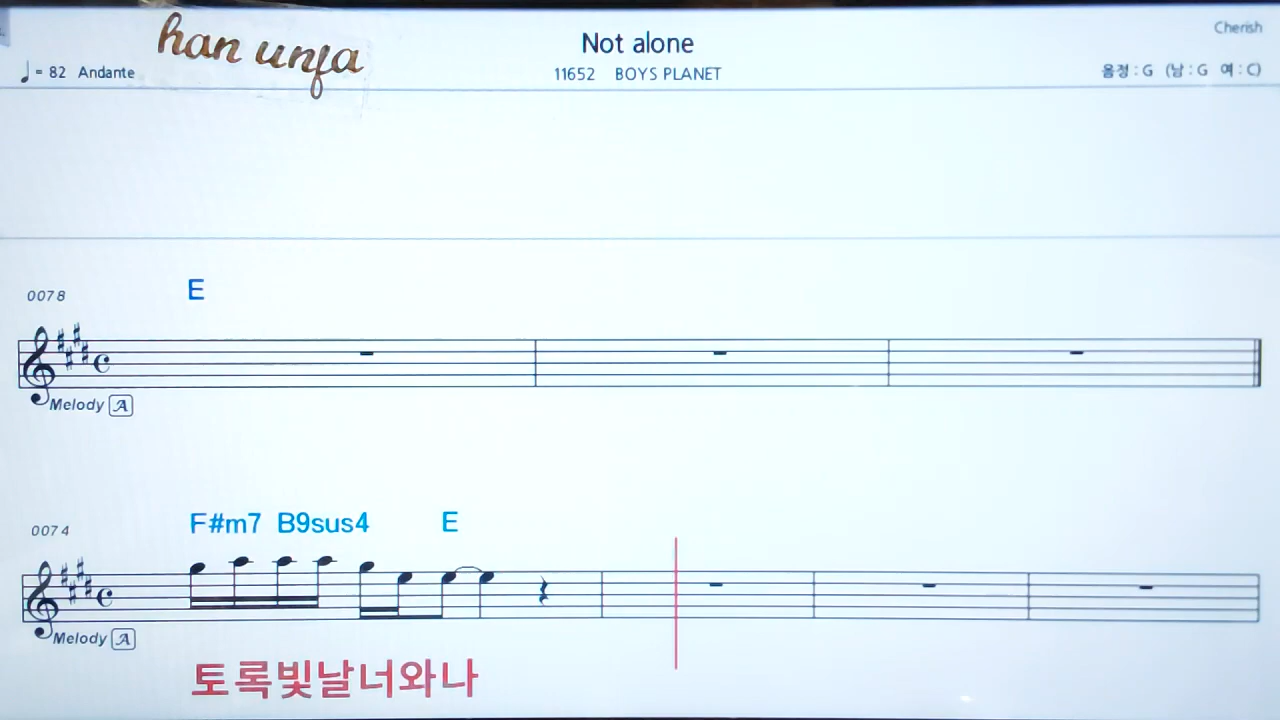 Cherish
han unja
Not alone
♩= 82 Andante
11652 BOYS PLANET
음정 : G (남 : G 여 : C)
E
0078
Melody A
F#m7 B9sus4 E
0074
Melody A
토록빛날너와나